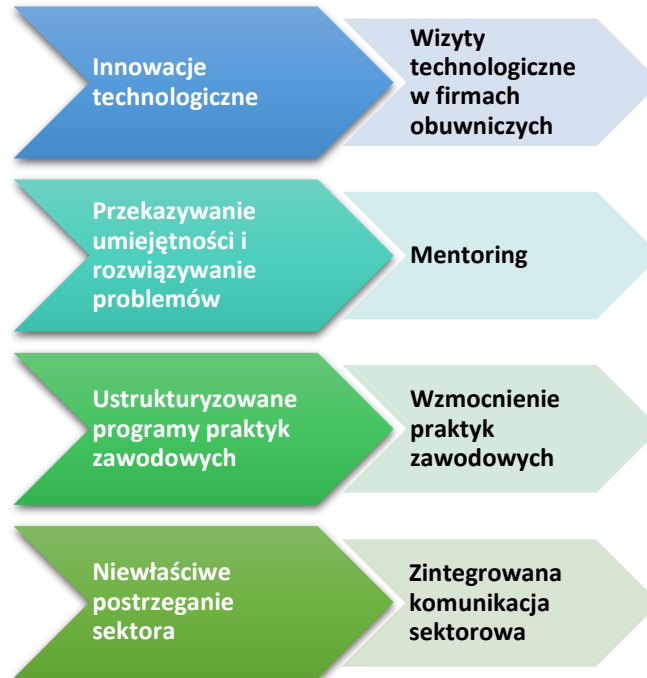 Innowacje
technologiczne
Wizyty
technologiczne
w firmach
obuwniczych
Przekazywanie
umiejętności i
rozwiązywanie
problemów
Mentoring
Ustrukturyzowane
programy praktyk
zawodowych
Wzmocnienie
praktyk
zawodowych
Niewłaściwe
postrzeganie
sektora
Zintegrowana
komunikacja
sektorowa